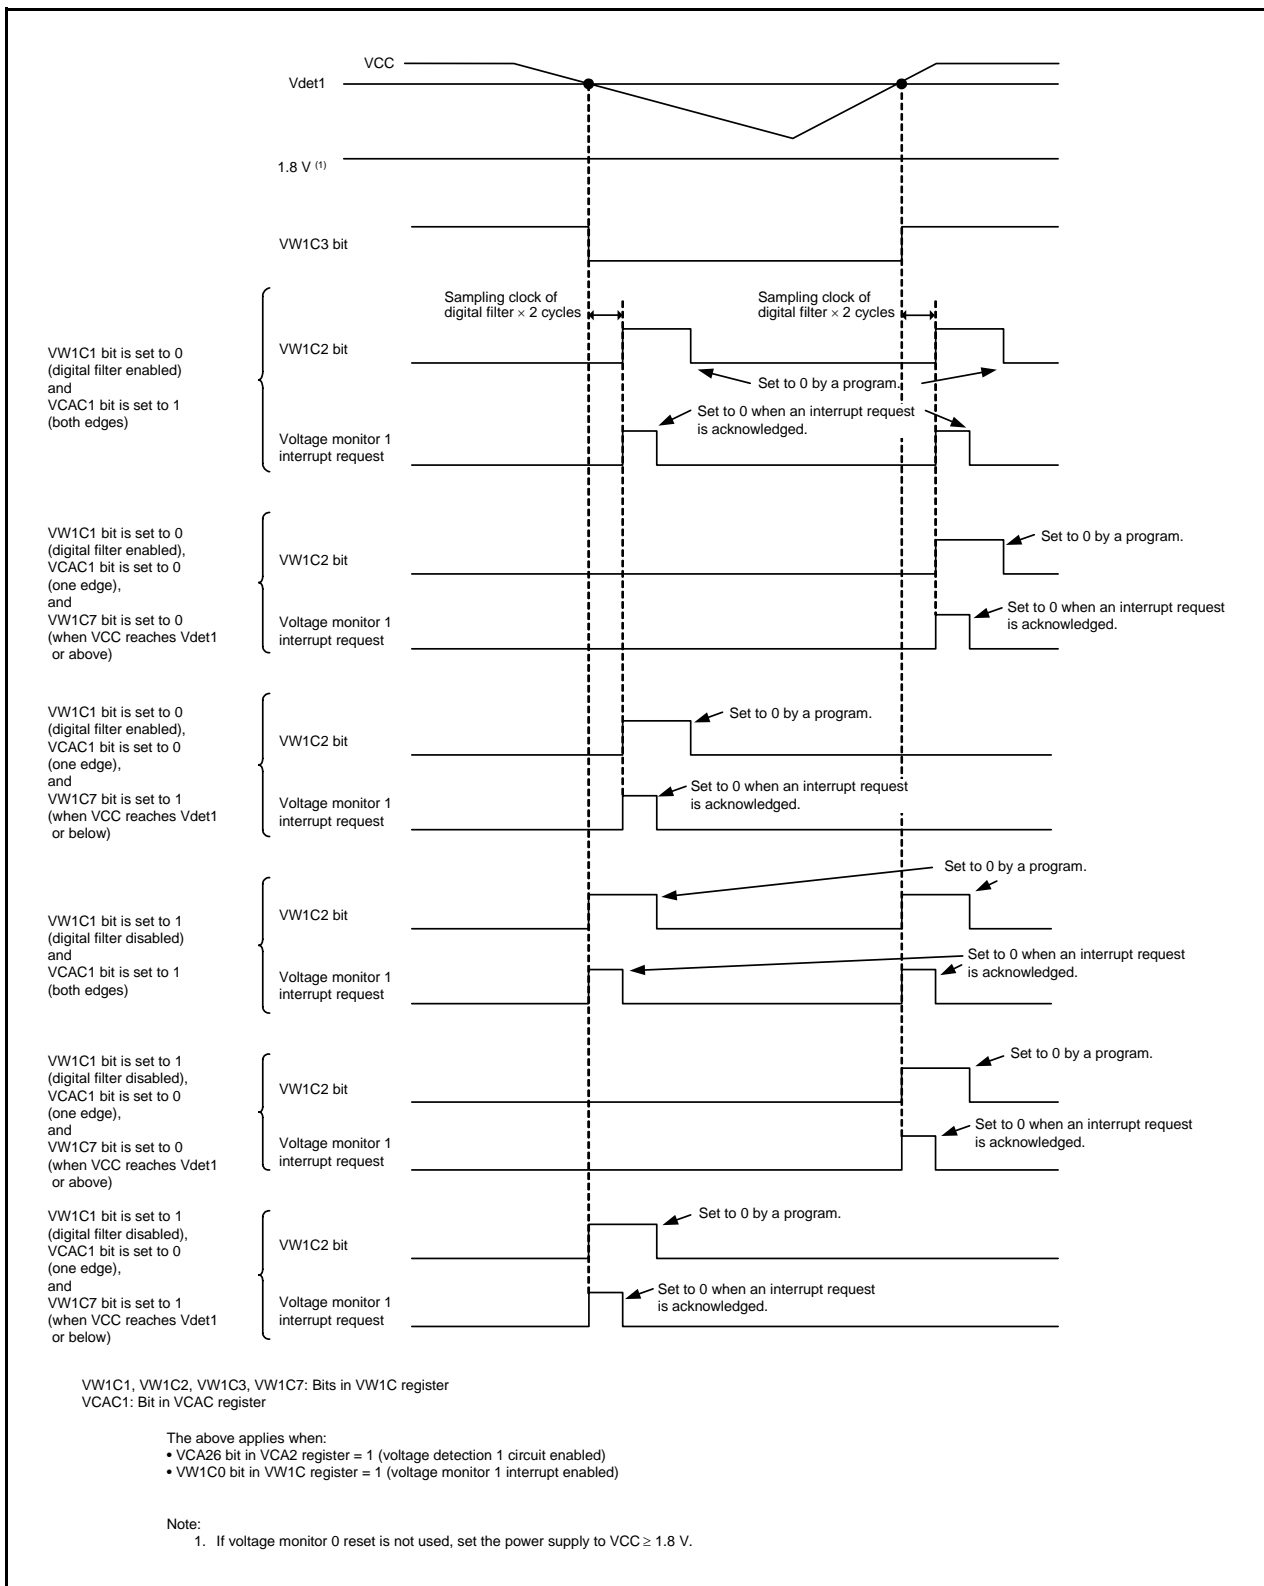 VCC
Vdet1
1.8 V (1)
VW1C3 bit
Sampling clock of
digital filter × 2 cycles
Sampling clock of
digital filter × 2 cycles
VW1C1 bit is set to 0
(digital filter enabled)
and
VCAC1 bit is set to 1
(both edges)
VW1C2 bit
Set to 0 by a program.
Set to 0 when an interrupt request
is acknowledged.
Voltage monitor 1
interrupt request
VW1C1 bit is set to 0
(digital filter enabled),
VCAC1 bit is set to 0
(one edge),
and
VW1C7 bit is set to 0
(when VCC reaches Vdet1
or above)
VW1C2 bit
Set to 0 by a program.
Voltage monitor 1
interrupt request
Set to 0 when an interrupt request
is acknowledged.
VW1C1 bit is set to 0
(digital filter enabled),
VCAC1 bit is set to 0
(one edge),
and
VW1C7 bit is set to 1
(when VCC reaches Vdet1
or below)
VW1C2 bit
Set to 0 by a program.
Voltage monitor 1
interrupt request
Set to 0 when an interrupt request
is acknowledged.
VW1C1 bit is set to 1
(digital filter disabled)
and
VCAC1 bit is set to 1
(both edges)
VW1C2 bit
Set to 0 by a program.
Voltage monitor 1
interrupt request
Set to 0 when an interrupt request
is acknowledged.
VW1C1 bit is set to 1
(digital filter disabled),
VCAC1 bit is set to 0
(one edge),
and
VW1C7 bit is set to 0
(when VCC reaches Vdet1
or above)
VW1C2 bit
Set to 0 by a program.
Voltage monitor 1
interrupt request
Set to 0 when an interrupt request
is acknowledged.
VW1C1 bit is set to 1
(digital filter disabled),
VCAC1 bit is set to 0
(one edge),
and
VW1C7 bit is set to 1
(when VCC reaches Vdet1
or below)
VW1C2 bit
Set to 0 by a program.
Voltage monitor 1
interrupt request
Set to 0 when an interrupt request
is acknowledged.
VW1C1, VW1C2, VW1C3, VW1C7: Bits in VW1C register
VCAC1: Bit in VCAC register
The above applies when:
• VCA26 bit in VCA2 register = 1 (voltage detection 1 circuit enabled)
• VW1C0 bit in VW1C register = 1 (voltage monitor 1 interrupt enabled)
Note:
1. If voltage monitor 0 reset is not used, set the power supply to VCC ≥ 1.8 V.